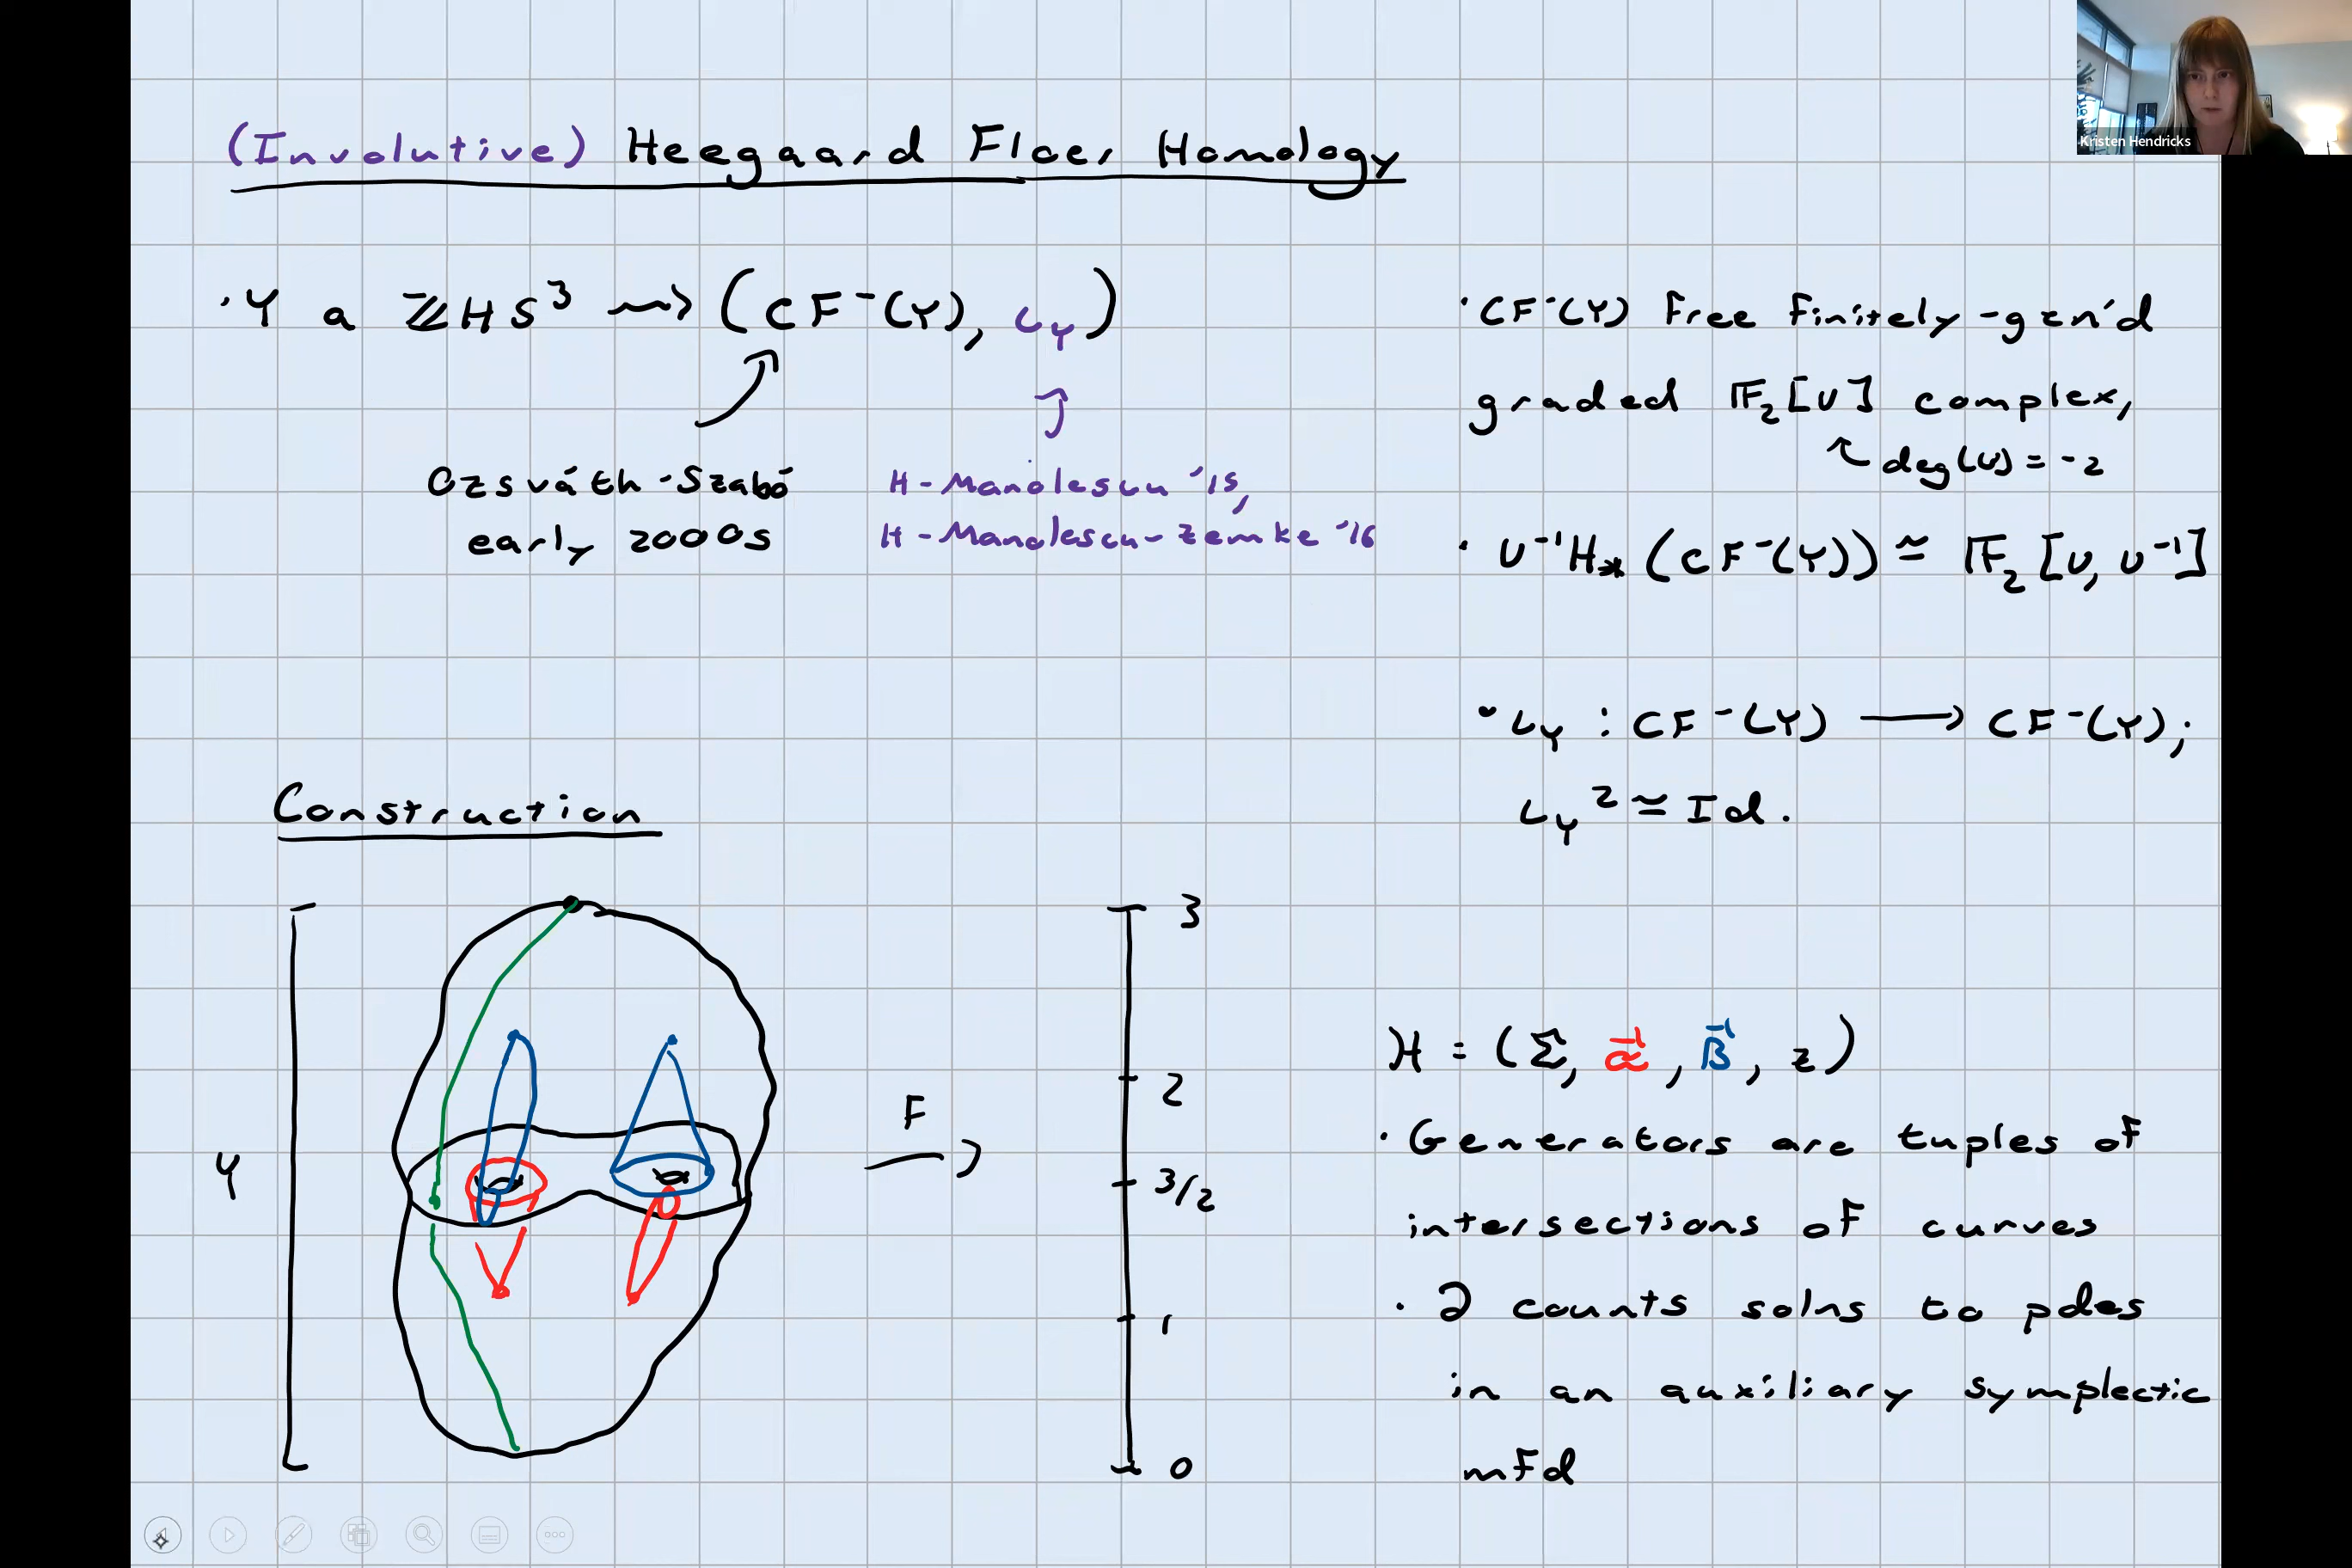 (Involutive) Heegaard Floer Homology
Kristen Hendricks
· Y a ℤHS³ ⇝ (CF⁻(Y), ι_Y)
Ozsváth-Szabó
early 2000s
H-Manolescu '15,
H-Manolescu-Zemke '16
· CF⁻(Y) free finitely-gen'd
graded 𝔽₂[U] complex,
deg(U) = -2
· U⁻¹H_*(CF⁻(Y)) ≅ 𝔽₂[U, U⁻¹]
· ι_Y : CF⁻(Y) ⟶ CF⁻(Y);
ι_Y² ≃ Id.
Construction
Y
F
3
2
3/2
1
0
H = (Σ, α⃗, β⃗, z)
· Generators are tuples of
intersections of curves
· ∂ counts solns to pdes
in an auxiliary symplectic
mfd